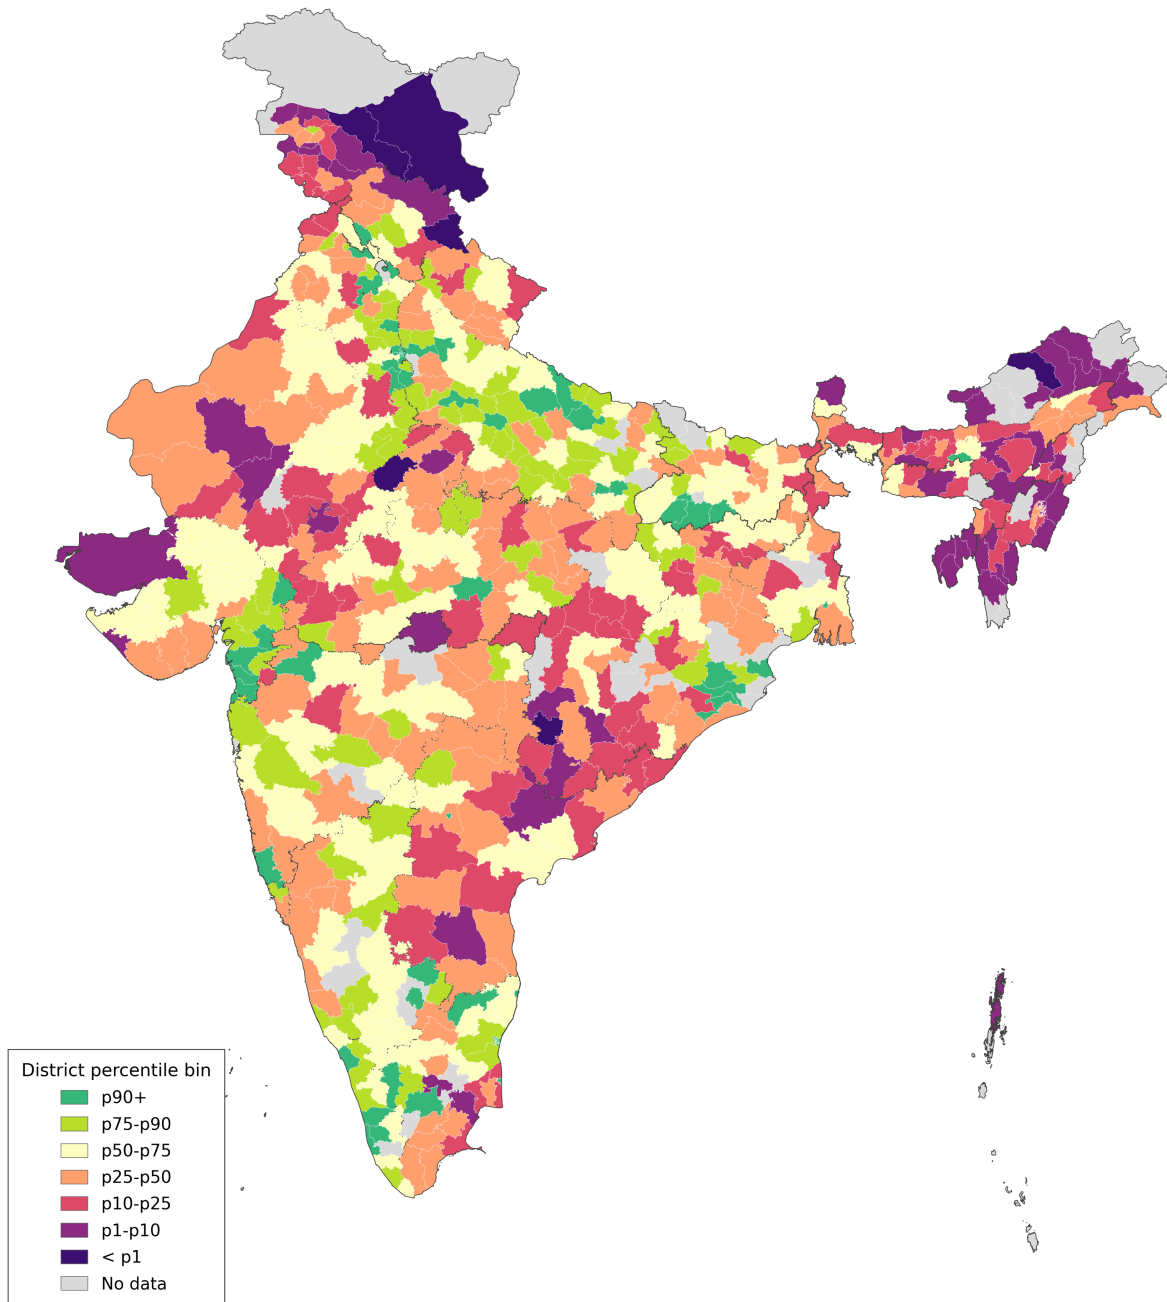 District percentile bin
p90+
p75-p90
p50-p75
p25-p50
p10-p25
p1-p10
< p1
No data